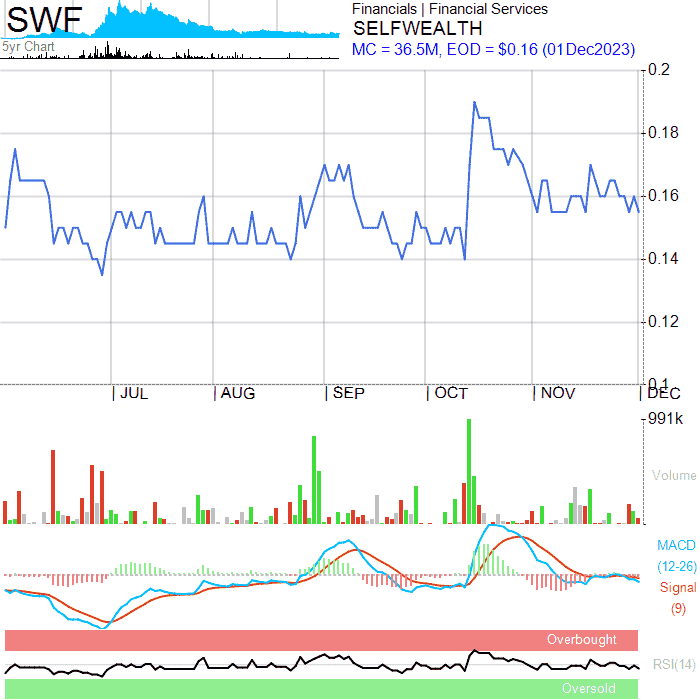 SWF
5yr Chart
Financials | Financial Services
SELFWEALTH
MC = 36.5M, EOD = $0.16 (01Dec2023)
0.2
0.18
0.16
0.14
0.12
0.1
JUL AUG SEP OCT NOV DEC
991k
Volume
MACD
(12-26)
Signal
(9)
Overbought
RSI(14)
Oversold